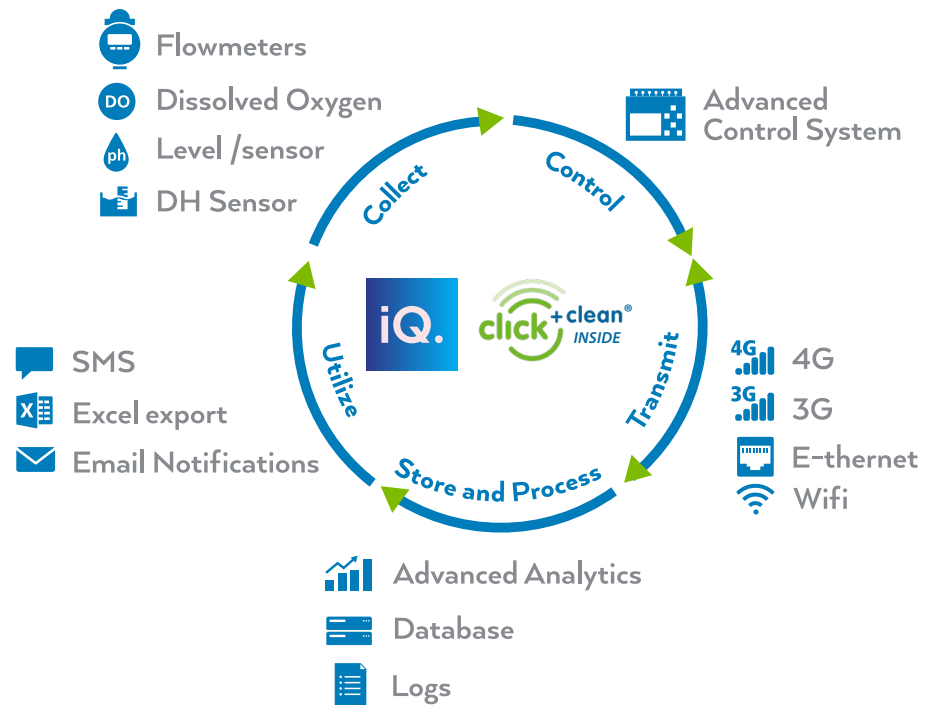 Flowmeters
DO
Dissolved Oxygen
ph
Level /sensor
DH Sensor
Advanced
Control System
Collect
Control
iQ.
click + clean®
INSIDE
Utilize
Transmit
Store and Process
SMS
X
Excel export
Email Notifications
4G
4G
3G
3G
E-thernet
Wifi
Advanced Analytics
Database
Logs